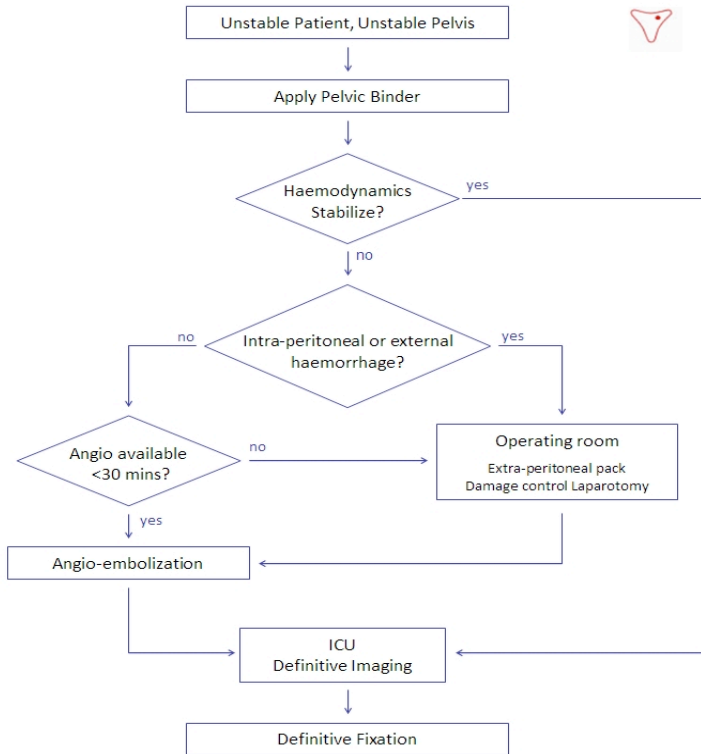 Unstable Patient, Unstable Pelvis
Apply Pelvic Binder
Haemodynamics
Stabilize?
yes
no
Intra-peritoneal or external
haemorrhage?
no
yes
Angio available
<30 mins?
no
yes
Operating room
Extra-peritoneal pack
Damage control Laparotomy
Angio-embolization
ICU
Definitive Imaging
Definitive Fixation